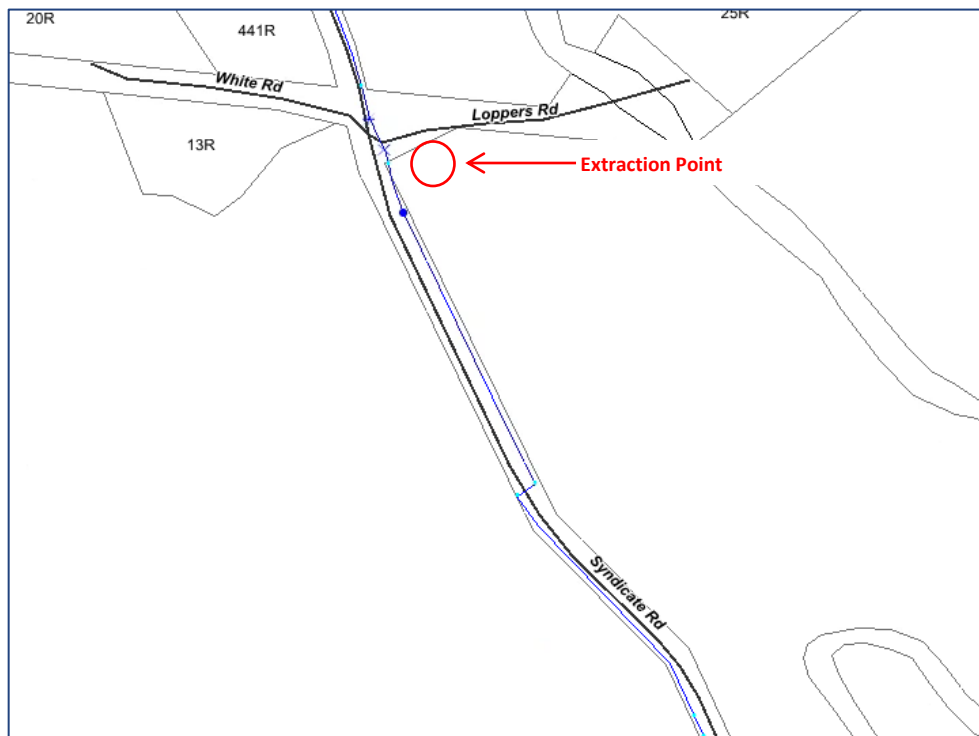 20R
441R
25R
White Rd
Loppers Rd
13R
Extraction Point
Syndicate Rd